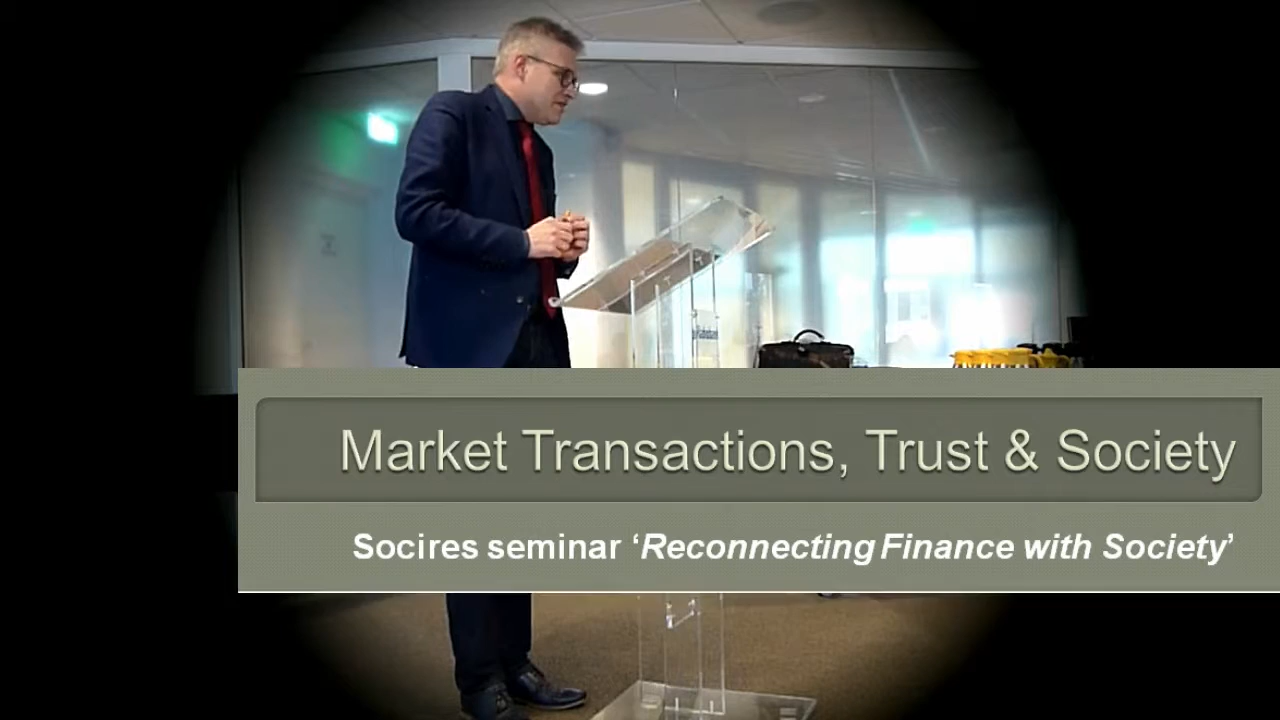 Market Transactions, Trust & Society
Socires seminar ‘Reconnecting Finance with Society’